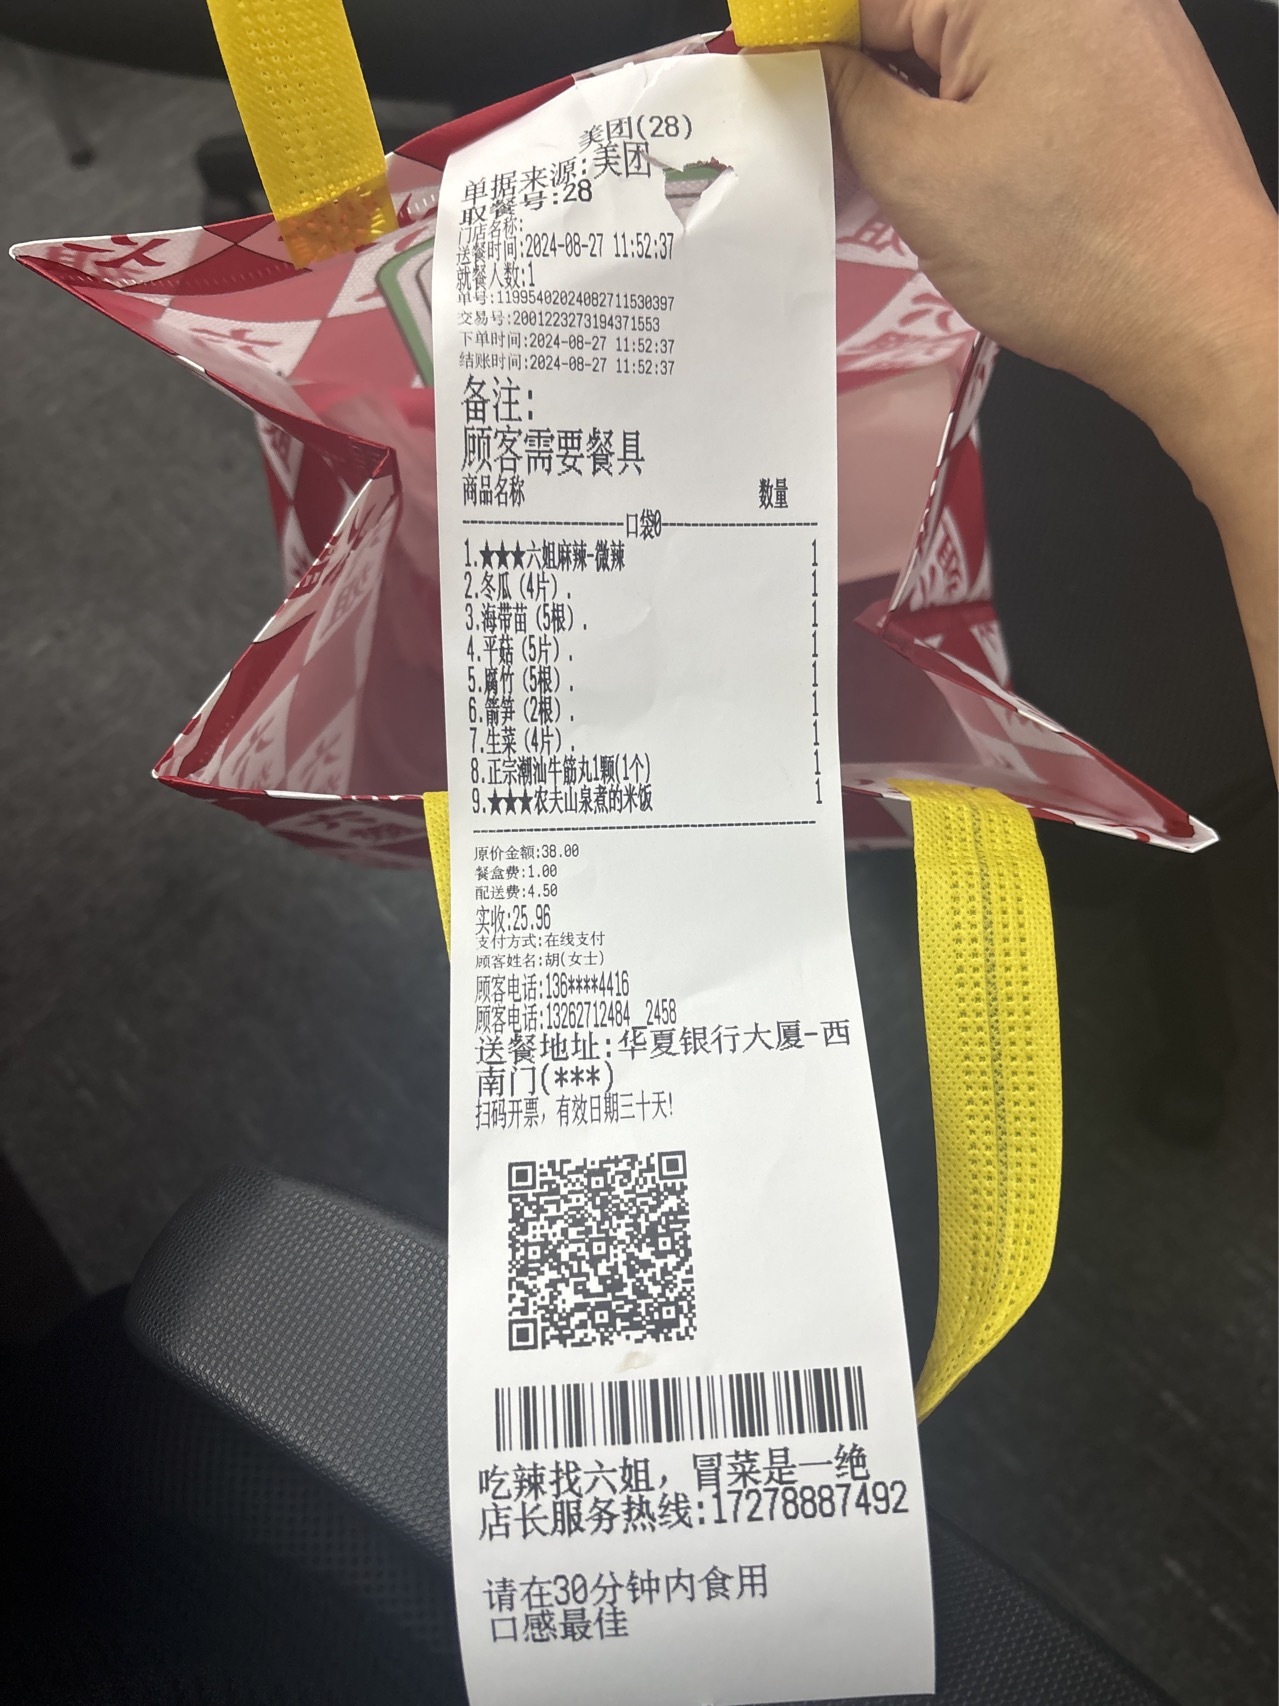 美团(28)
单据来源:美团
取餐号:28
门店名称:
送餐时间:2024-08-27 11:52:37
就餐人数:1
单号:11995402024082711530397
交易号:2001223273194371553
下单时间:2024-08-27 11:52:37
结账时间:2024-08-27 11:52:37
备注:
顾客需要餐具
商品名称 数量
口袋0
1.★★★六姐麻辣-微辣 1
2.冬瓜(4片). 1
3.海带苗(5根). 1
4.平菇(5片). 1
5.腐竹(5根). 1
6.箭笋(2根). 1
7.生菜(4片). 1
8.正宗潮汕牛筋丸1颗(1个) 1
9.★★★农夫山泉煮的米饭 1
原价金额:38.00
餐盒费:1.00
配送费:4.50
实收:25.96
支付方式:在线支付
顾客姓名:胡(女士)
顾客电话:136****4416
顾客电话:13262712484_2458
送餐地址:华夏银行大厦-西
南门(***)
扫码开票，有效日期三十天!
吃辣找六姐，冒菜是一绝
店长服务热线:17278887492
请在30分钟内食用
口感最佳